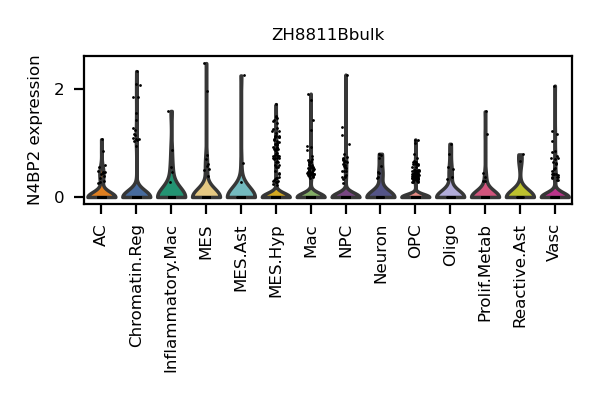 ZH8811Bbulk
N4BP2 expression
2
0
AC
Chromatin.Reg
Inflammatory.Mac
MES
MES.Ast
MES.Hyp
Mac
NPC
Neuron
OPC
Oligo
Prolif.Metab
Reactive.Ast
Vasc